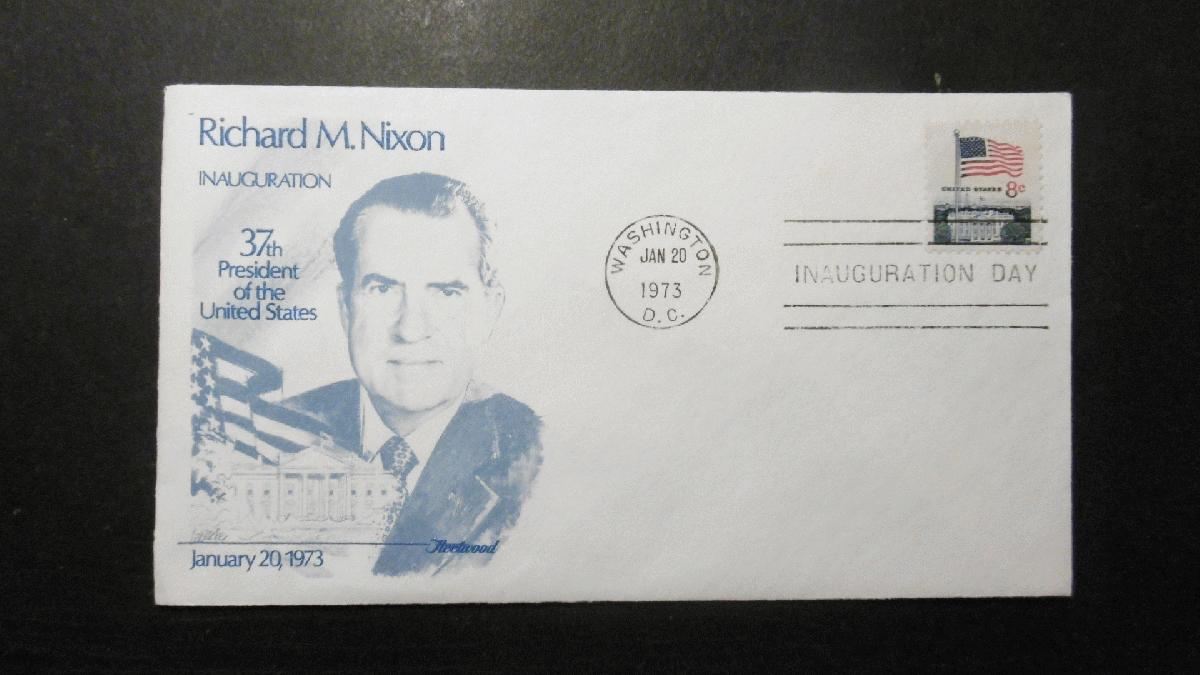 Richard M. Nixon
INAUGURATION
37th
President
of the
United States
January 20, 1973
Fleetwood
WASHINGTON
JAN 20
1973
D.C.
UNITED STATES 8c
INAUGURATION DAY